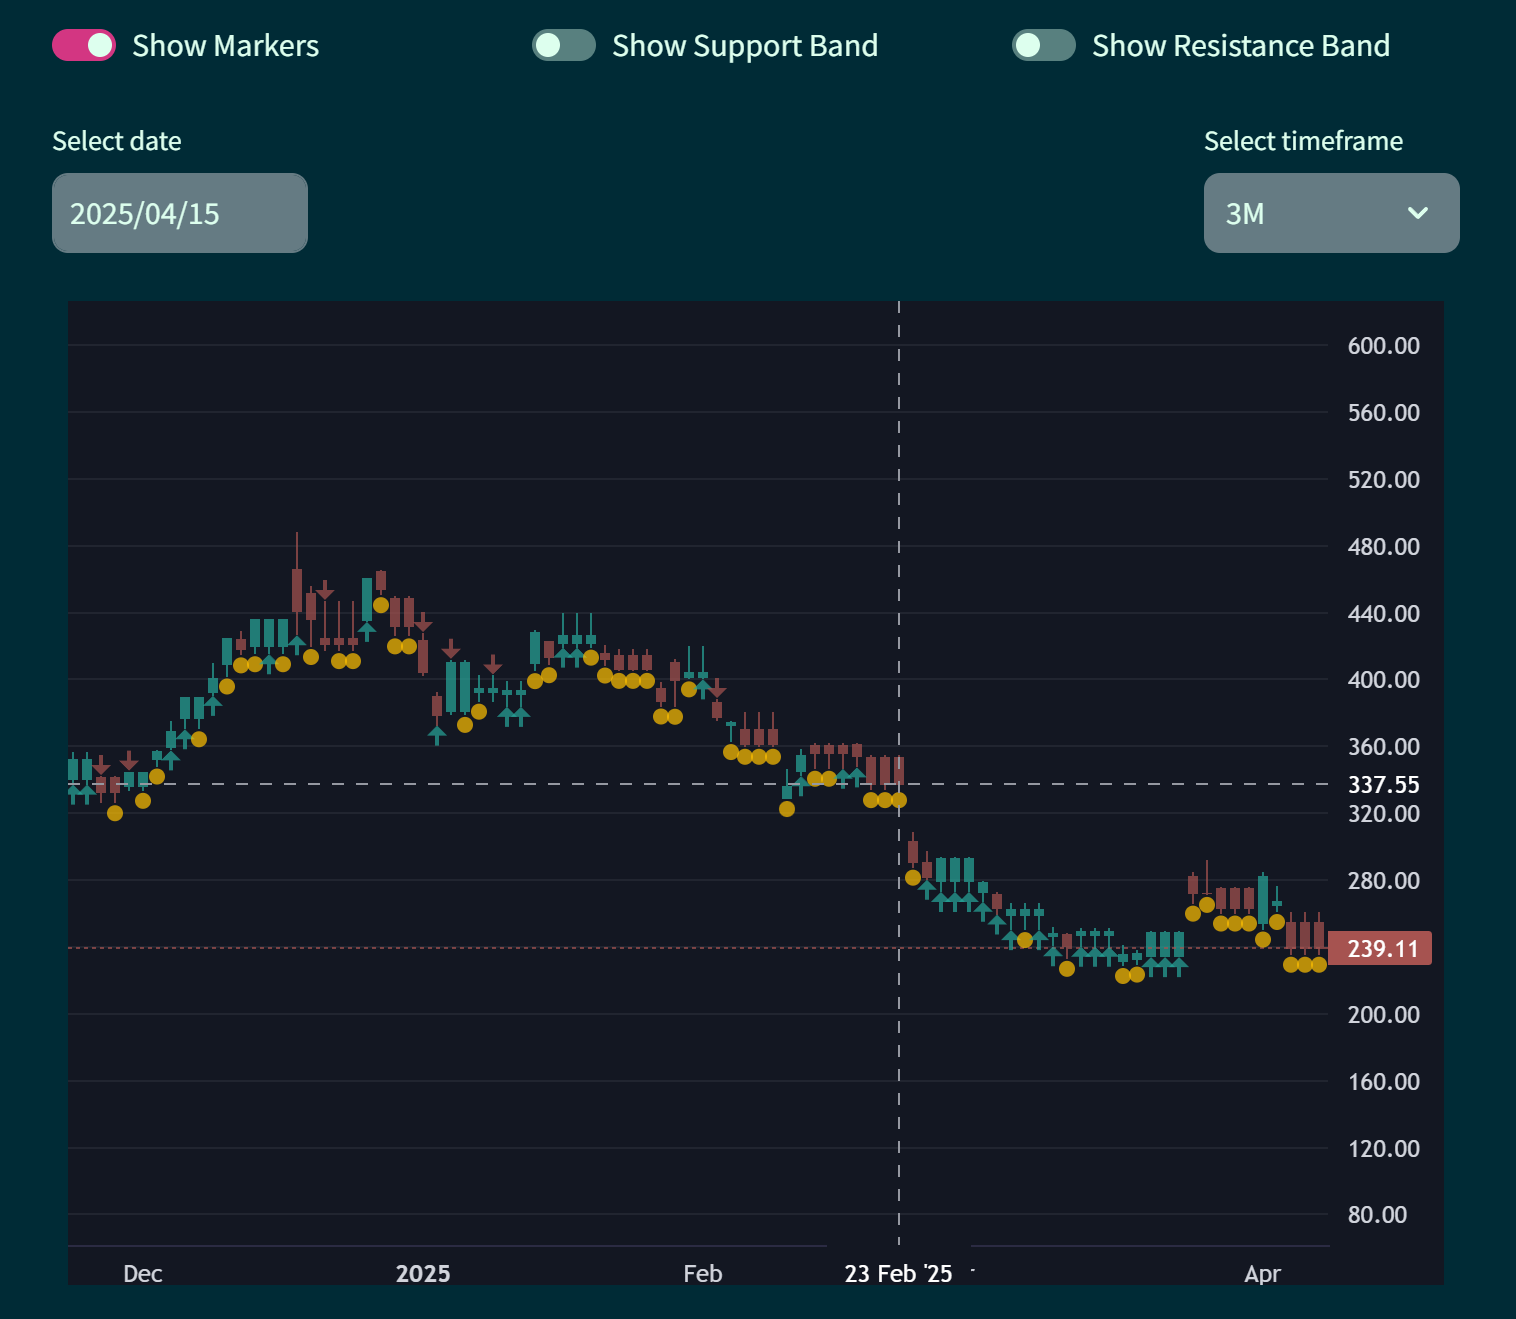 Show Markers
Show Support Band
Show Resistance Band
Select date
Select timeframe
2025/04/15
3M
600.00
560.00
520.00
480.00
440.00
400.00
360.00
337.55
320.00
280.00
239.11
200.00
160.00
120.00
80.00
Dec
2025
Feb
23 Feb '25
Apr